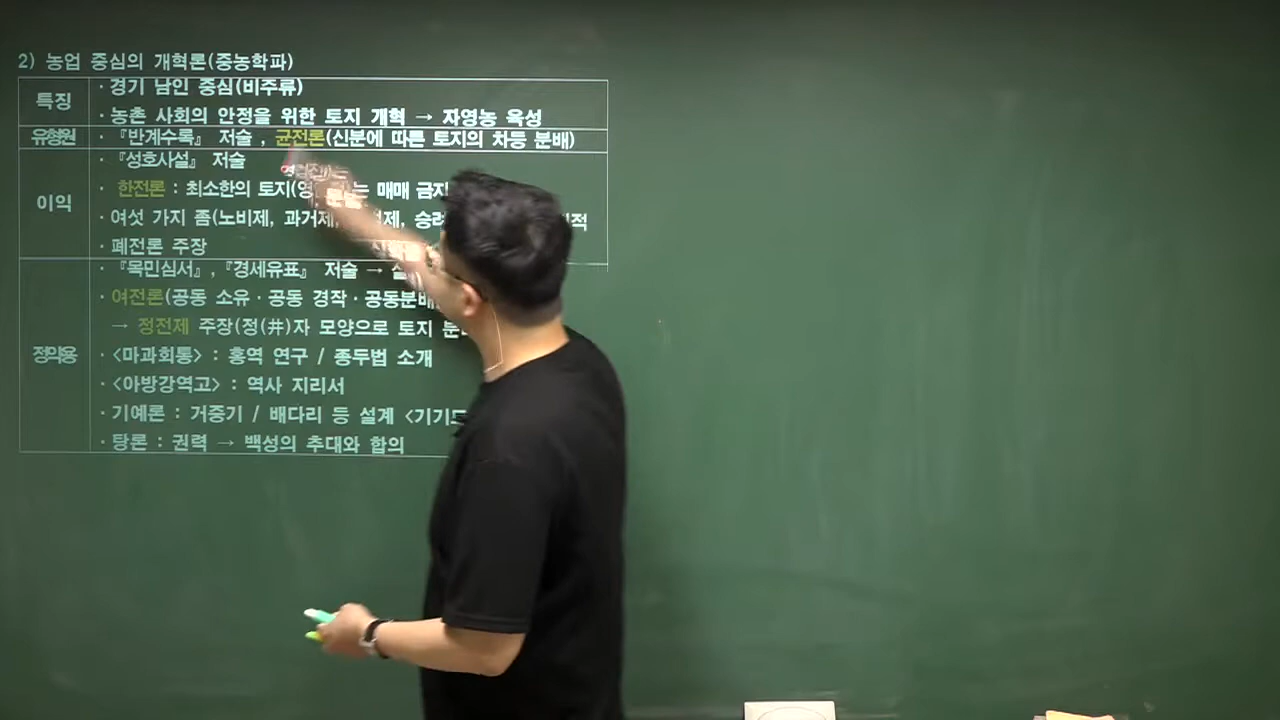 2) 농업 중심의 개혁론(중농학파)
특징
· 경기 남인 중심(비주류)
· 농촌 사회의 안정을 위한 토지 개혁 → 자영농 육성
유형원
· 『반계수록』 저술 , 균전론(신분에 따른 토지의 차등 분배)
이익
· 『성호사설』 저술
· 한전론 : 최소한의 토지(영 는 매매 금지
· 여섯 가지 좀(노비제, 과거제, 제, 승려 적
· 폐전론 주장
정약용
· 『목민심서』, 『경세유표』 저술 →
· 여전론(공동 소유 · 공동 경작 · 공동분배
→ 정전제 주장(정(井)자 모양으로 토지
· <마과회통> : 홍역 연구 / 종두법 소개
· <아방강역고> : 역사 지리서
· 기예론 : 거중기 / 배다리 등 설계 <기기도
· 탕론 : 권력 → 백성의 추대와 합의